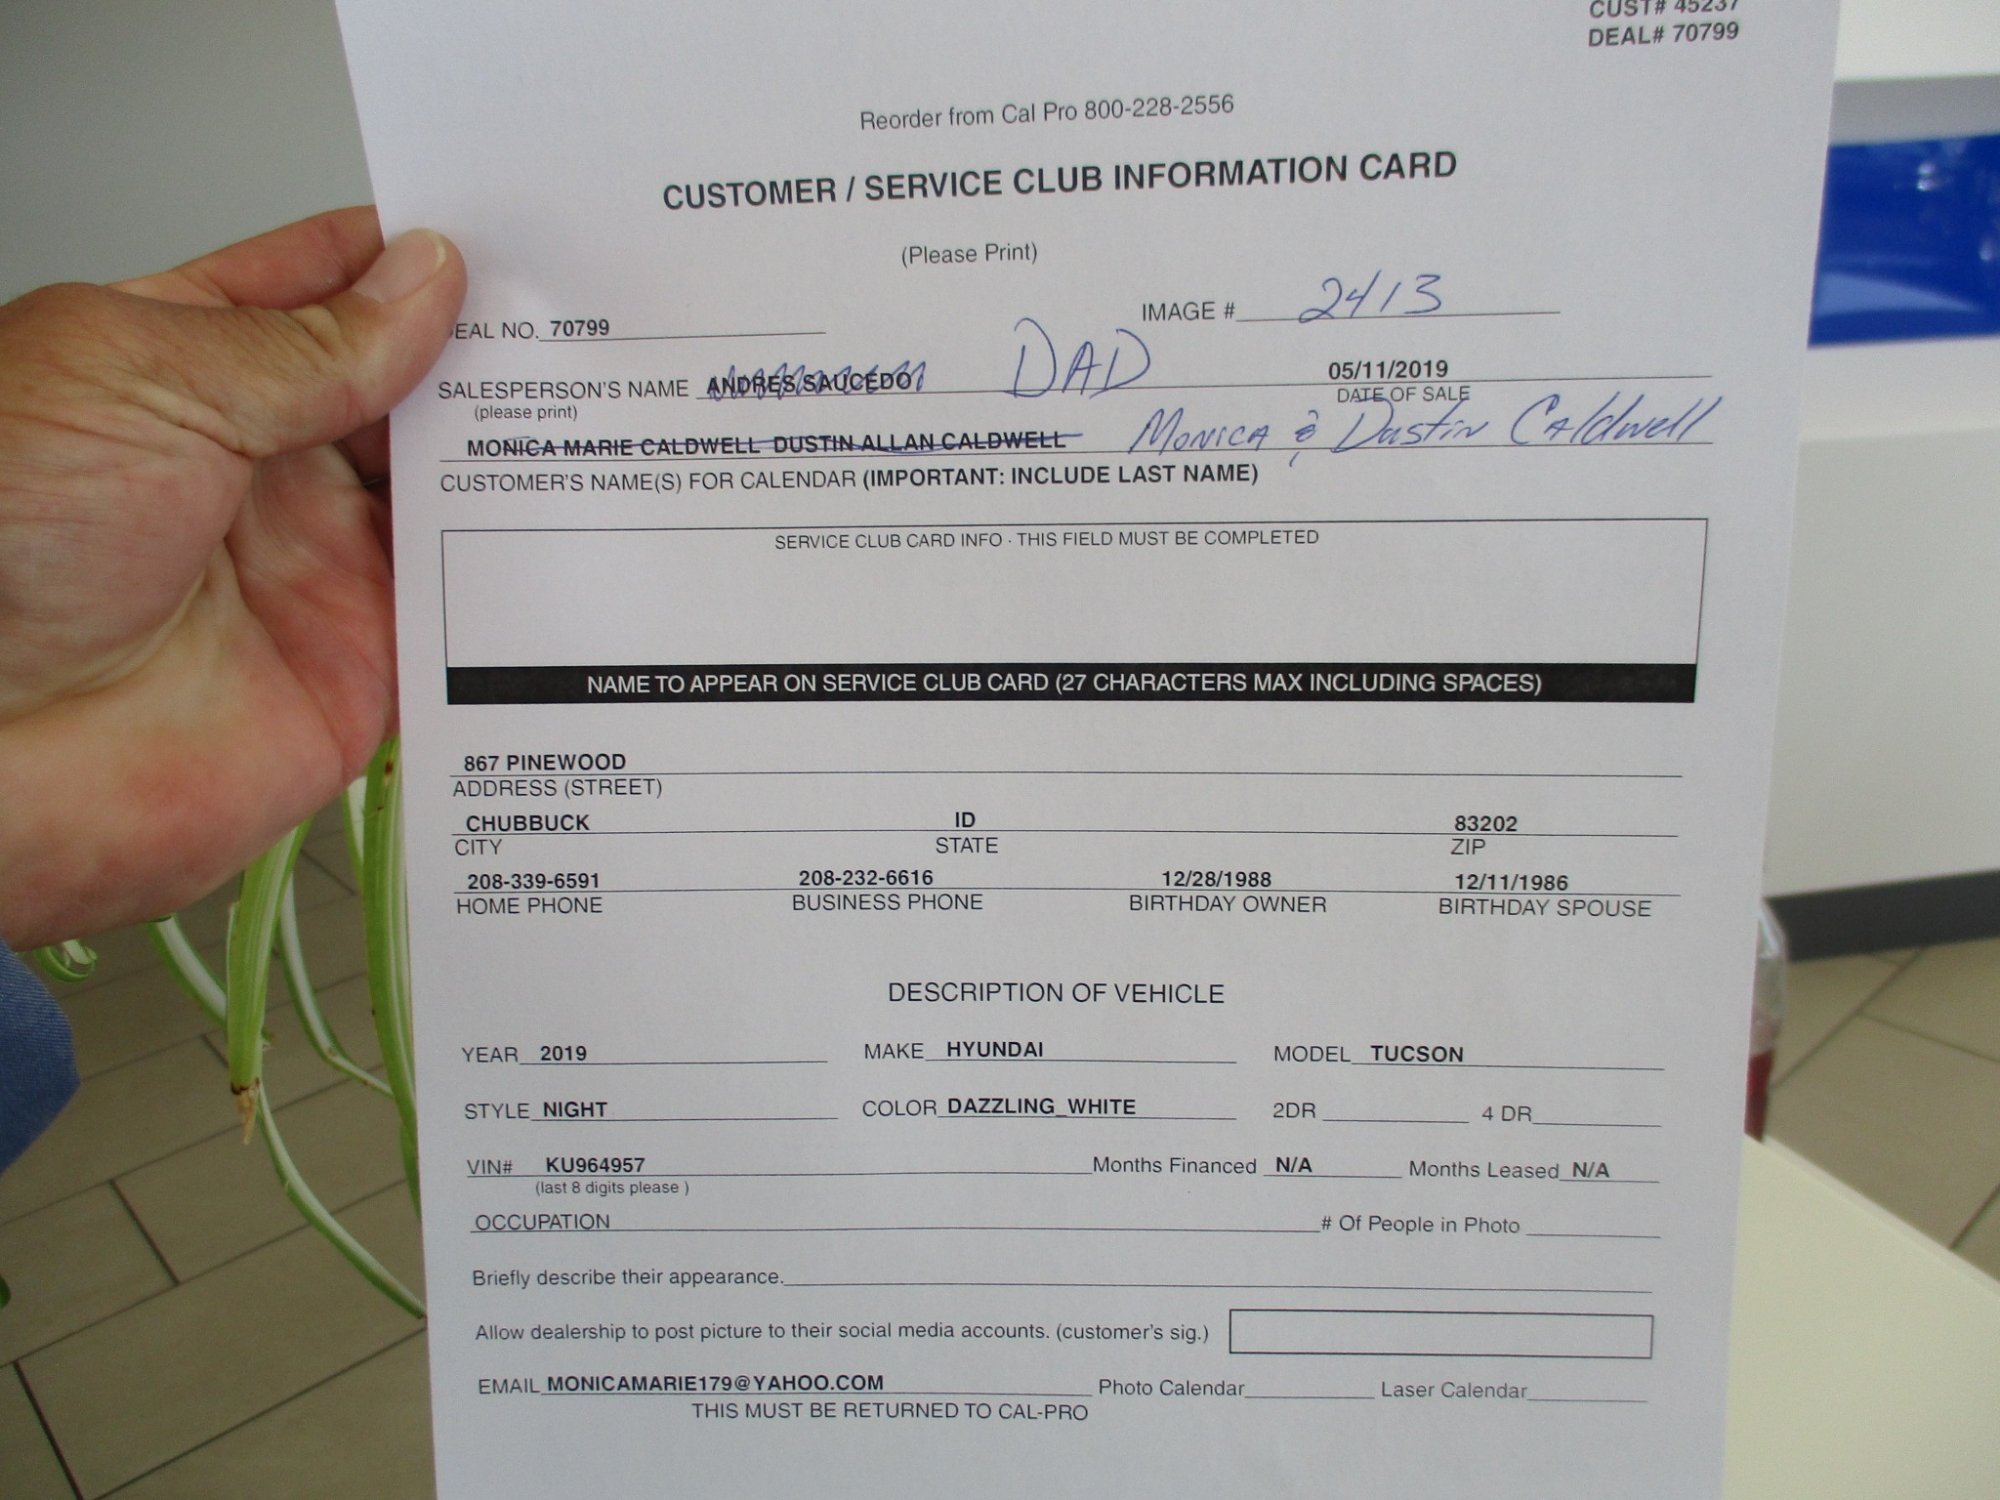 CUST# 45237
DEAL# 70799
Reorder from Cal Pro 800-228-2556
CUSTOMER / SERVICE CLUB INFORMATION CARD
(Please Print)
EAL NO. 70799 IMAGE # 2413
SALESPERSON'S NAME ANDRES SAUCEDO DAD 05/11/2019
(please print) DATE OF SALE
MONICA MARIE CALDWELL DUSTIN ALLAN CALDWELL Monica & Dustin Caldwell
CUSTOMER'S NAME(S) FOR CALENDAR (IMPORTANT: INCLUDE LAST NAME)
SERVICE CLUB CARD INFO · THIS FIELD MUST BE COMPLETED
NAME TO APPEAR ON SERVICE CLUB CARD (27 CHARACTERS MAX INCLUDING SPACES)
867 PINEWOOD
ADDRESS (STREET)
CHUBBUCK ID 83202
CITY STATE ZIP
208-339-6591 208-232-6616 12/28/1988 12/11/1986
HOME PHONE BUSINESS PHONE BIRTHDAY OWNER BIRTHDAY SPOUSE
DESCRIPTION OF VEHICLE
YEAR 2019 MAKE HYUNDAI MODEL TUCSON
STYLE NIGHT COLOR DAZZLING_WHITE 2DR 4 DR
VIN# KU964957 Months Financed N/A Months Leased N/A
(last 8 digits please )
OCCUPATION # Of People in Photo
Briefly describe their appearance.
Allow dealership to post picture to their social media accounts. (customer's sig.)
EMAIL MONICAMARIE179@YAHOO.COM Photo Calendar Laser Calendar
THIS MUST BE RETURNED TO CAL-PRO